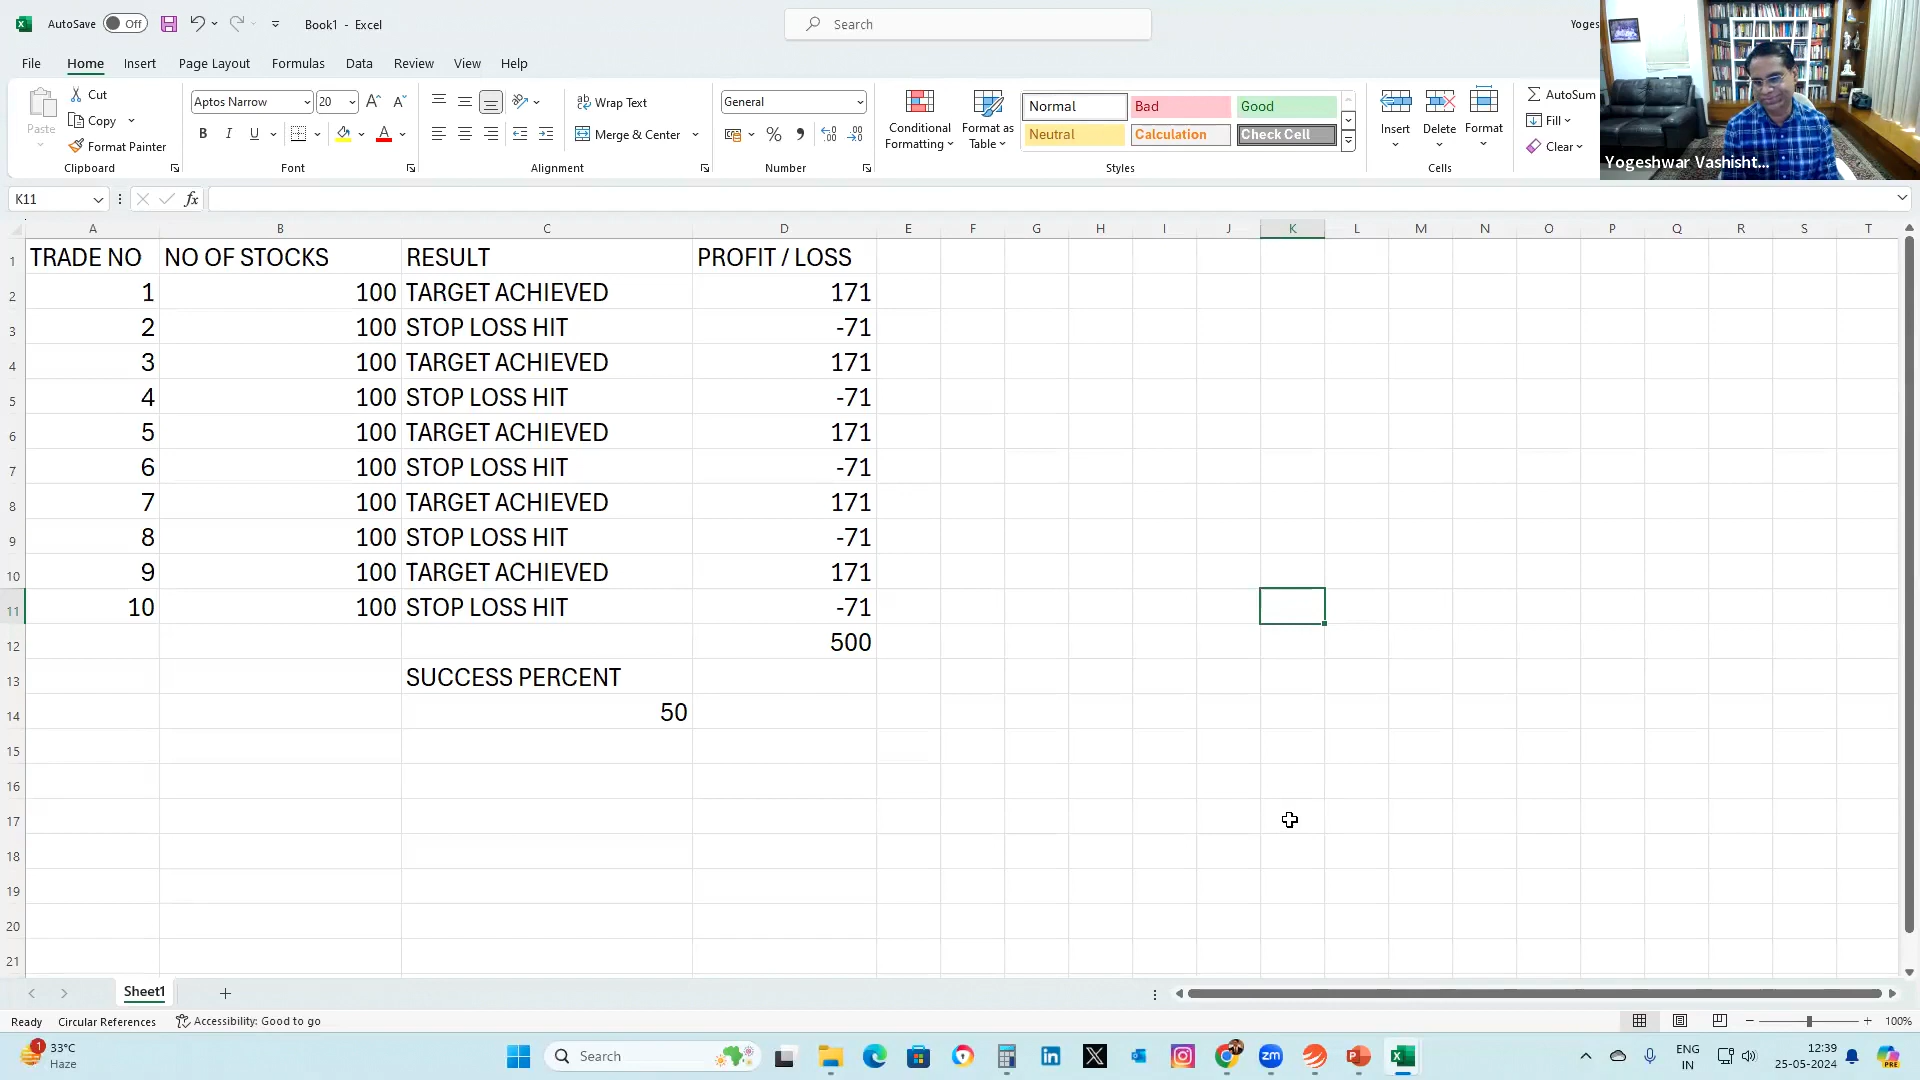 AutoSave Off Book1 - Excel Search Yoges
File Home Insert Page Layout Formulas Data Review View Help
Paste Cut Copy Format Painter Clipboard
Aptos Narrow 20 B I U A Font
Wrap Text Merge & Center Alignment
General % Number
Conditional Formatting Format as Table Normal Bad Good Neutral Calculation Check Cell Styles
Insert Delete Format Cells
AutoSum Fill Clear
Yogeshwar Vashisht...
K11 fx
A B C D E F G H I J K L M N O P Q R S T
1 TRADE NO NO OF STOCKS RESULT PROFIT / LOSS
2 1 100 TARGET ACHIEVED 171
3 2 100 STOP LOSS HIT -71
4 3 100 TARGET ACHIEVED 171
5 4 100 STOP LOSS HIT -71
6 5 100 TARGET ACHIEVED 171
7 6 100 STOP LOSS HIT -71
8 7 100 TARGET ACHIEVED 171
9 8 100 STOP LOSS HIT -71
10 9 100 TARGET ACHIEVED 171
11 10 100 STOP LOSS HIT -71
12 500
13 SUCCESS PERCENT
14 50
15
16
17
18
19
20
21
Sheet1
Ready Circular References Accessibility: Good to go 100%
1 33°C Search zm ENG 12:39
Haze IN 25-05-2024 PRE